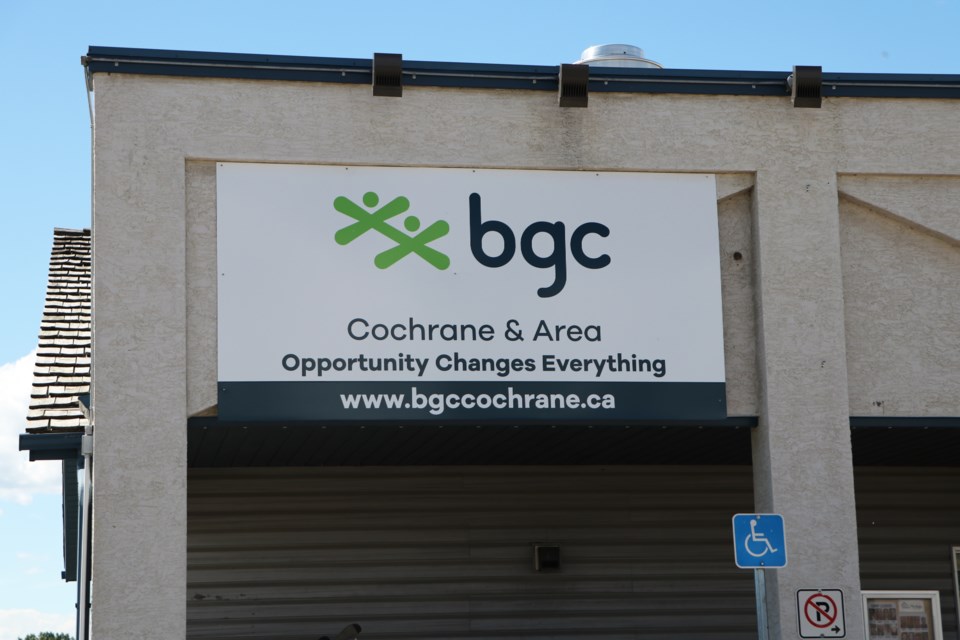 bgc
Cochrane & Area
Opportunity Changes Everything
www.bgccochrane.ca
P